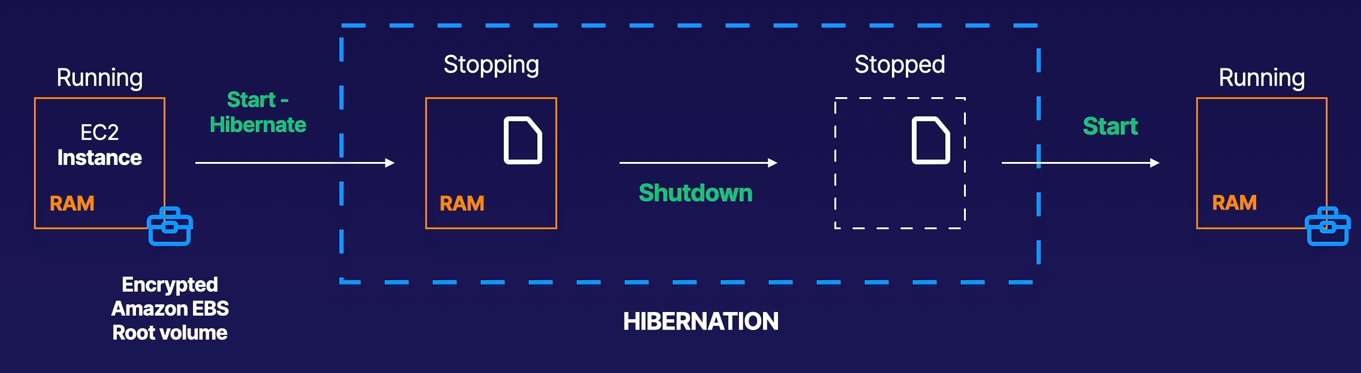 Running
EC2
Instance
RAM
Encrypted
Amazon EBS
Root volume
Start -
Hibernate
Stopping
RAM
Shutdown
Stopped
HIBERNATION
Start
Running
RAM